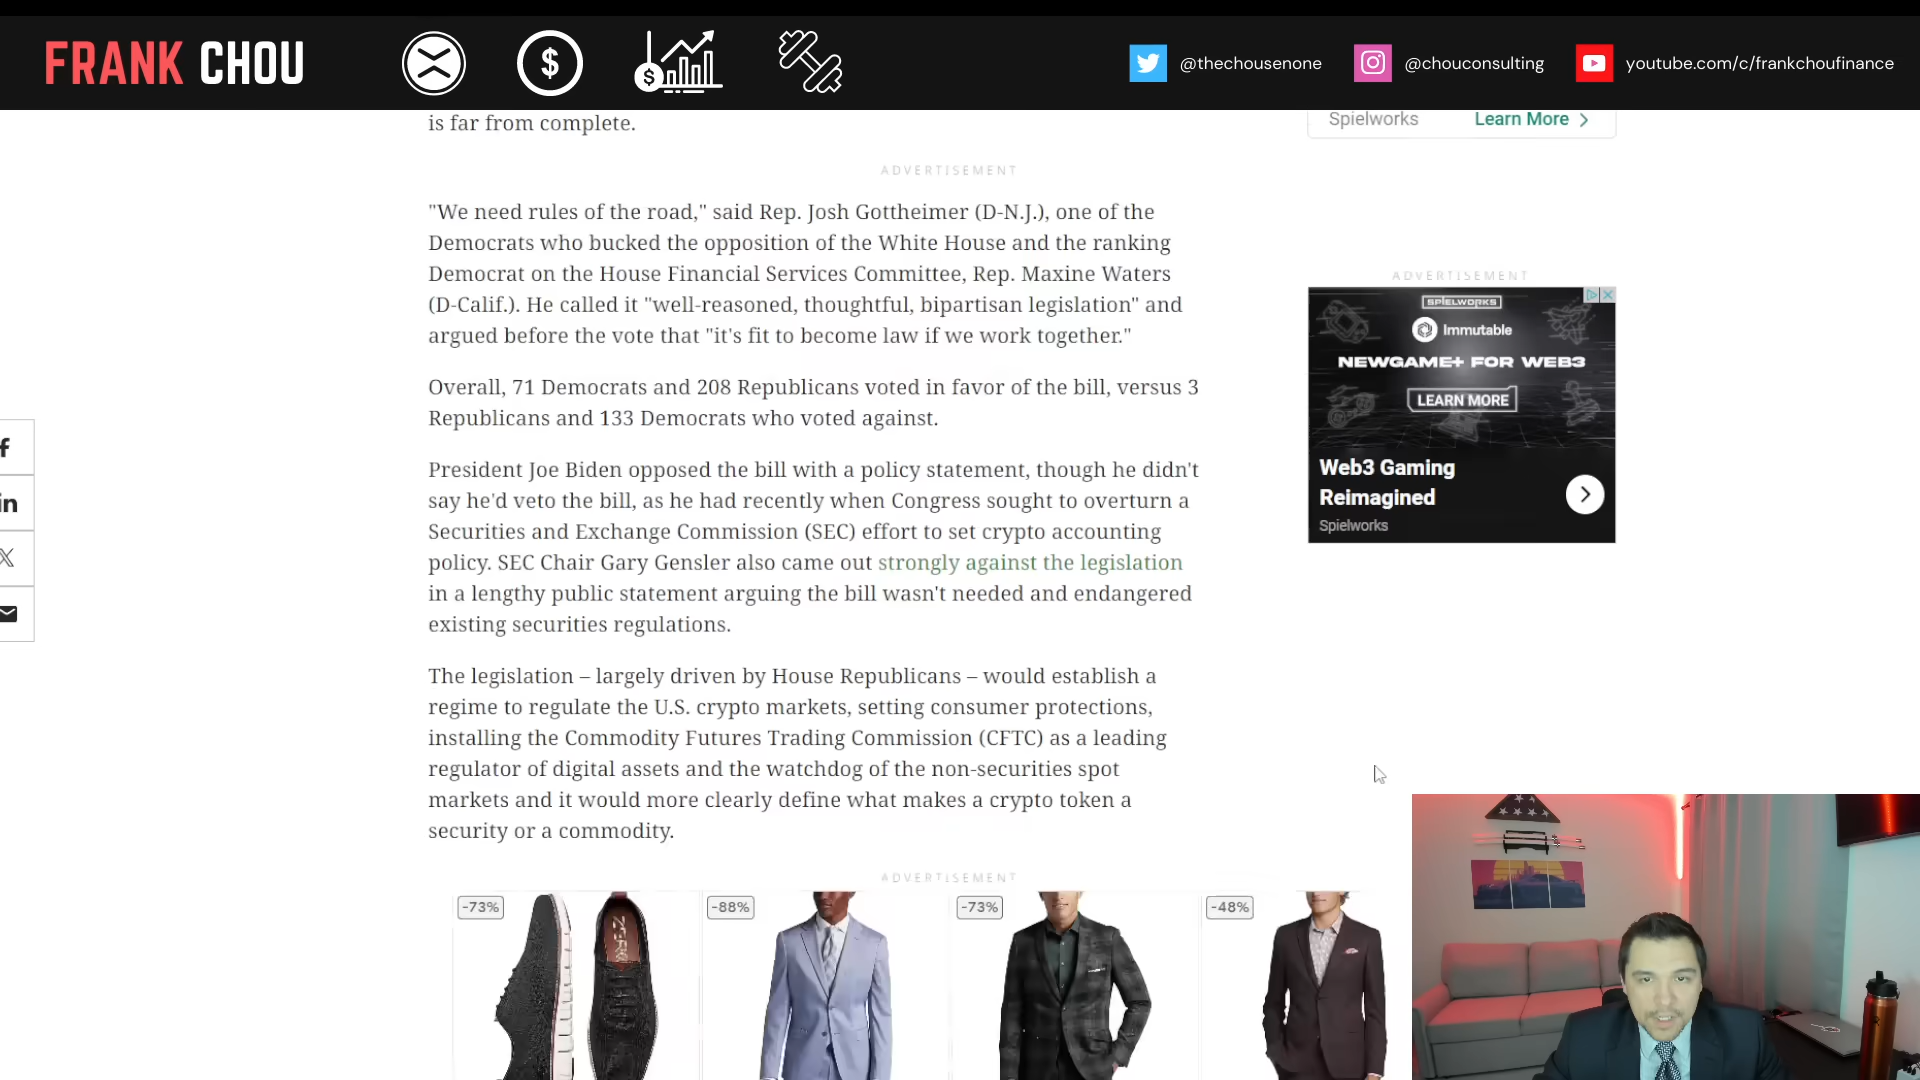 FRANK CHOU
@thechousenone
@chouconsulting
youtube.com/c/frankchoufinance
is far from complete.
Spielworks
Learn More
ADVERTISEMENT
"We need rules of the road," said Rep. Josh Gottheimer (D-N.J.), one of the
Democrats who bucked the opposition of the White House and the ranking
Democrat on the House Financial Services Committee, Rep. Maxine Waters
(D-Calif.). He called it "well-reasoned, thoughtful, bipartisan legislation" and
argued before the vote that "it's fit to become law if we work together."
Overall, 71 Democrats and 208 Republicans voted in favor of the bill, versus 3
Republicans and 133 Democrats who voted against.
President Joe Biden opposed the bill with a policy statement, though he didn't
say he'd veto the bill, as he had recently when Congress sought to overturn a
Securities and Exchange Commission (SEC) effort to set crypto accounting
policy. SEC Chair Gary Gensler also came out strongly against the legislation
in a lengthy public statement arguing the bill wasn't needed and endangered
existing securities regulations.
The legislation – largely driven by House Republicans – would establish a
regime to regulate the U.S. crypto markets, setting consumer protections,
installing the Commodity Futures Trading Commission (CFTC) as a leading
regulator of digital assets and the watchdog of the non-securities spot
markets and it would more clearly define what makes a crypto token a
security or a commodity.
ADVERTISEMENT
SPIELWORKS
Immutable
NEWGAME+ FOR WEB3
LEARN MORE
Web3 Gaming
Reimagined
Spielworks
ADVERTISEMENT
-73%
-88%
-73%
-48%